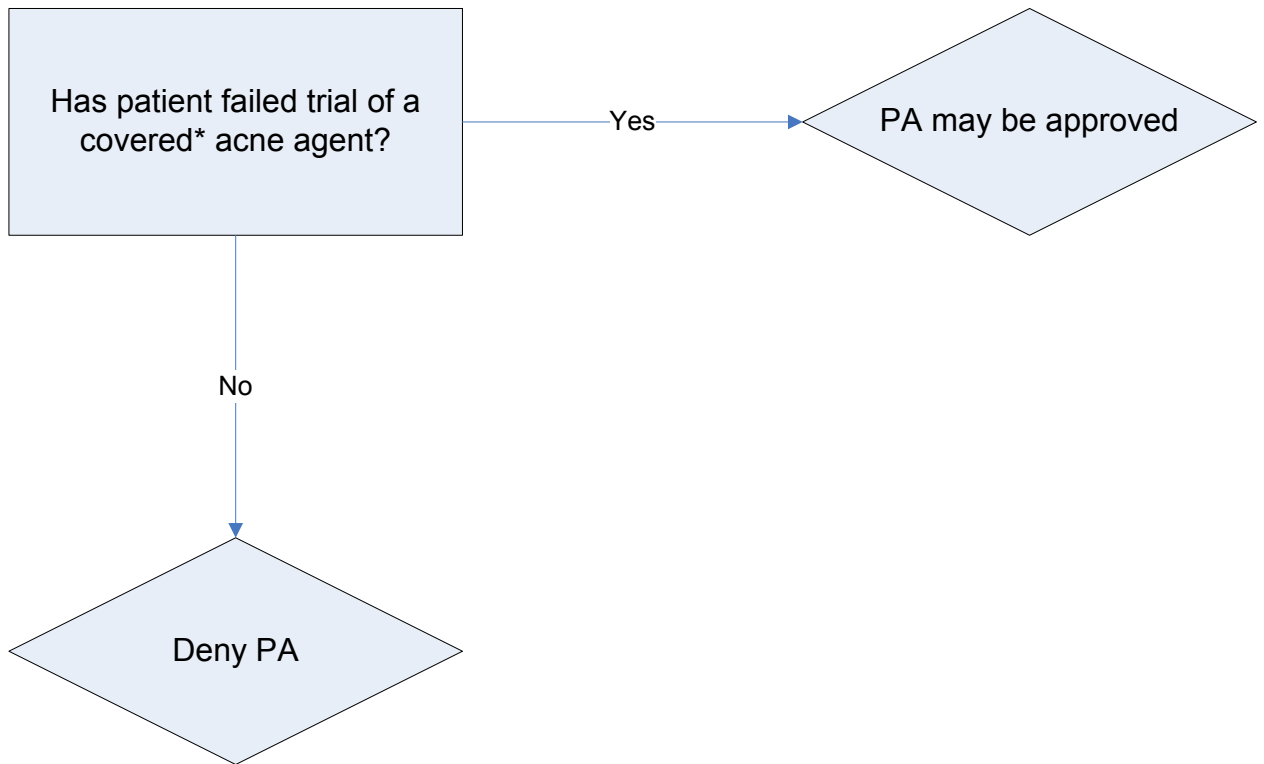 Has patient failed trial of a
covered* acne agent?
Yes
PA may be approved
No
Deny PA